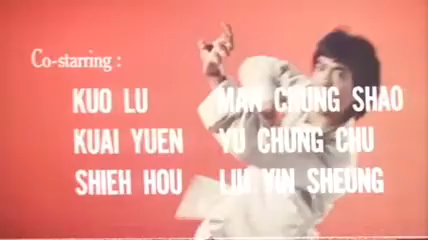 Co-starring :
KUO LU MAN CHUNG SHAO
KUAI YUEN YU CHUNG CHU
SHIEH HOU LIU YIN SHEUNG